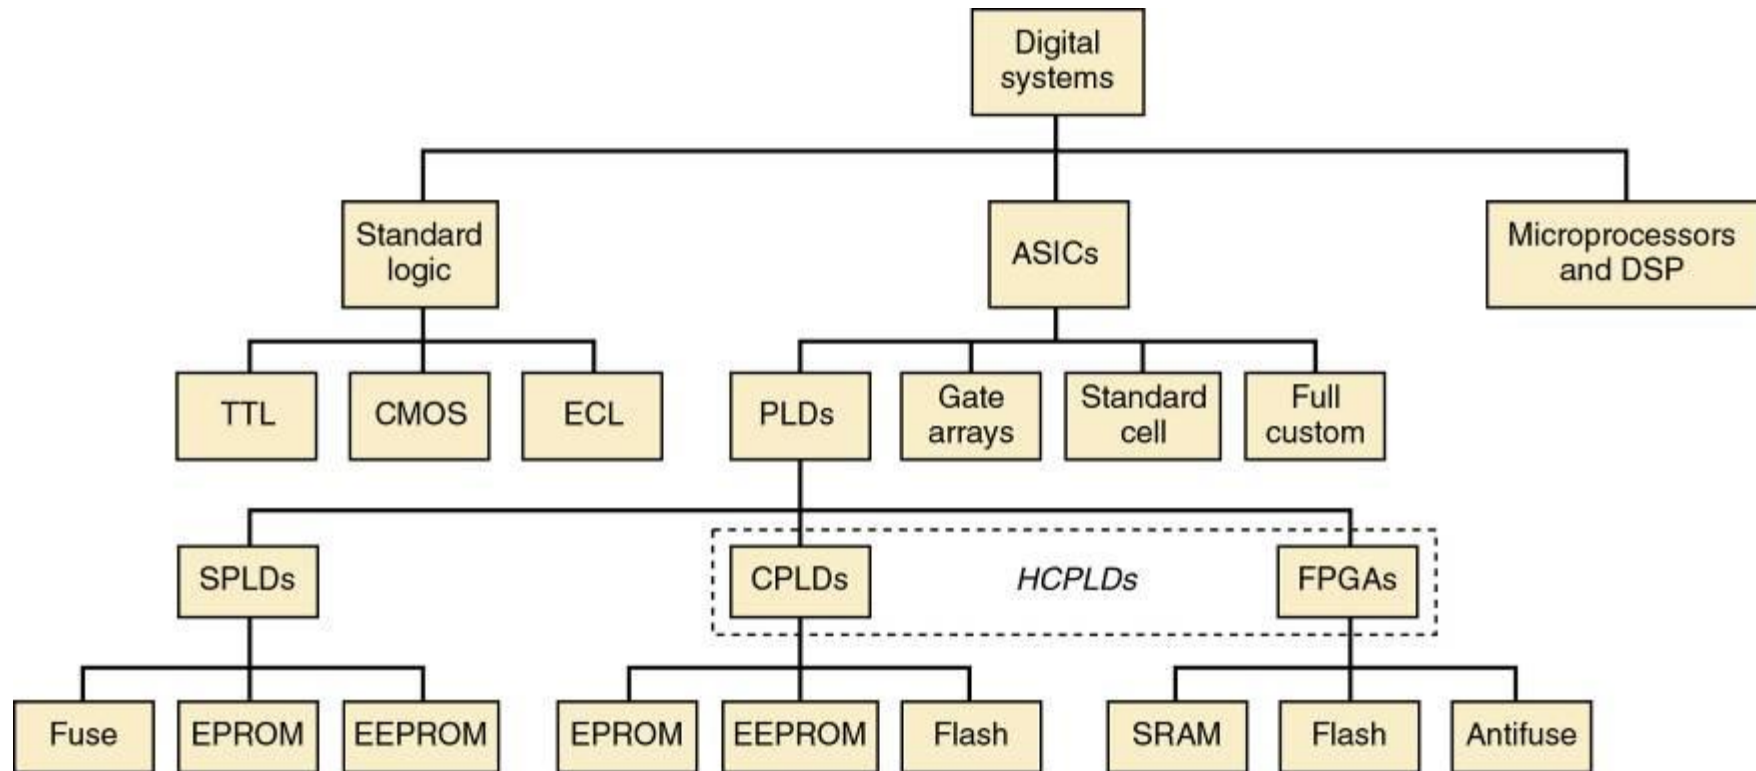 Digital
systems
Standard
logic
ASICs
Microprocessors
and DSP
TTL
CMOS
ECL
PLDs
Gate
arrays
Standard
cell
Full
custom
SPLDs
CPLDs
HCPLDs
FPGAs
Fuse
EPROM
EEPROM
EPROM
EEPROM
Flash
SRAM
Flash
Antifuse